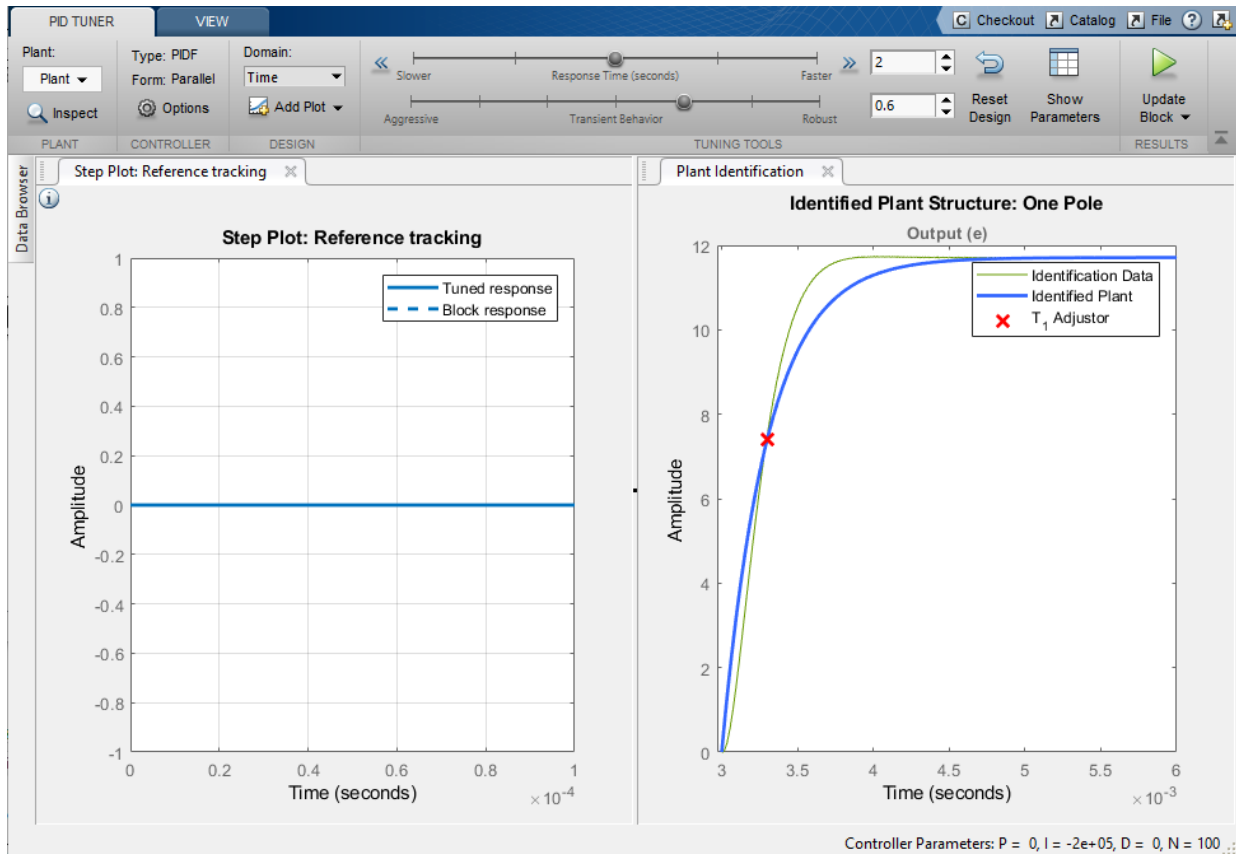 PID TUNER VIEW
Checkout Catalog File ?
Plant:
Plant
Inspect
PLANT
Type: PIDF
Form: Parallel
Options
CONTROLLER
Domain:
Time
Add Plot
DESIGN
Slower Response Time (seconds) Faster
2
Aggressive Transient Behavior Robust
0.6
Reset
Design
Show
Parameters
TUNING TOOLS
Update
Block
RESULTS
Data Browser
Step Plot: Reference tracking
Step Plot: Reference tracking
Tuned response
Block response
Amplitude
1
0.8
0.6
0.4
0.2
0
-0.2
-0.4
-0.6
-0.8
-1
0 0.2 0.4 0.6 0.8 1
Time (seconds)
×10-4
Plant Identification
Identified Plant Structure: One Pole
Output (e)
Identification Data
Identified Plant
T1 Adjustor
Amplitude
12
10
8
6
4
2
0
3 3.5 4 4.5 5 5.5 6
Time (seconds)
×10-3
Controller Parameters: P = 0, I = -2e+05, D = 0, N = 100